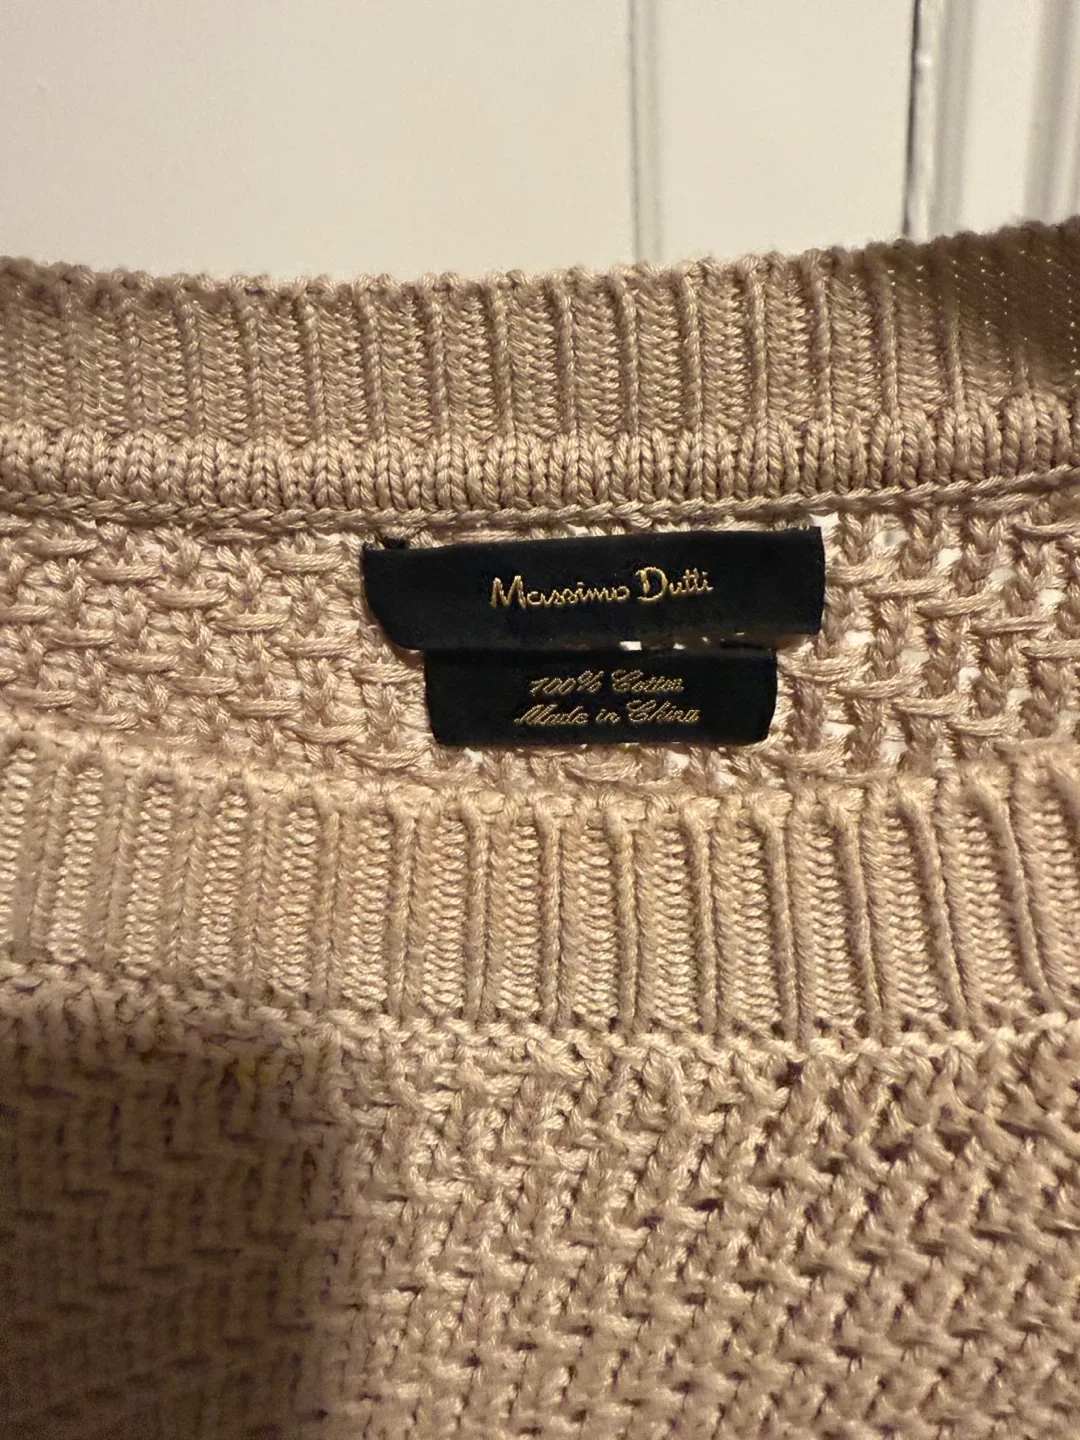 Massimo Dutti
100% Cotton
Made in China